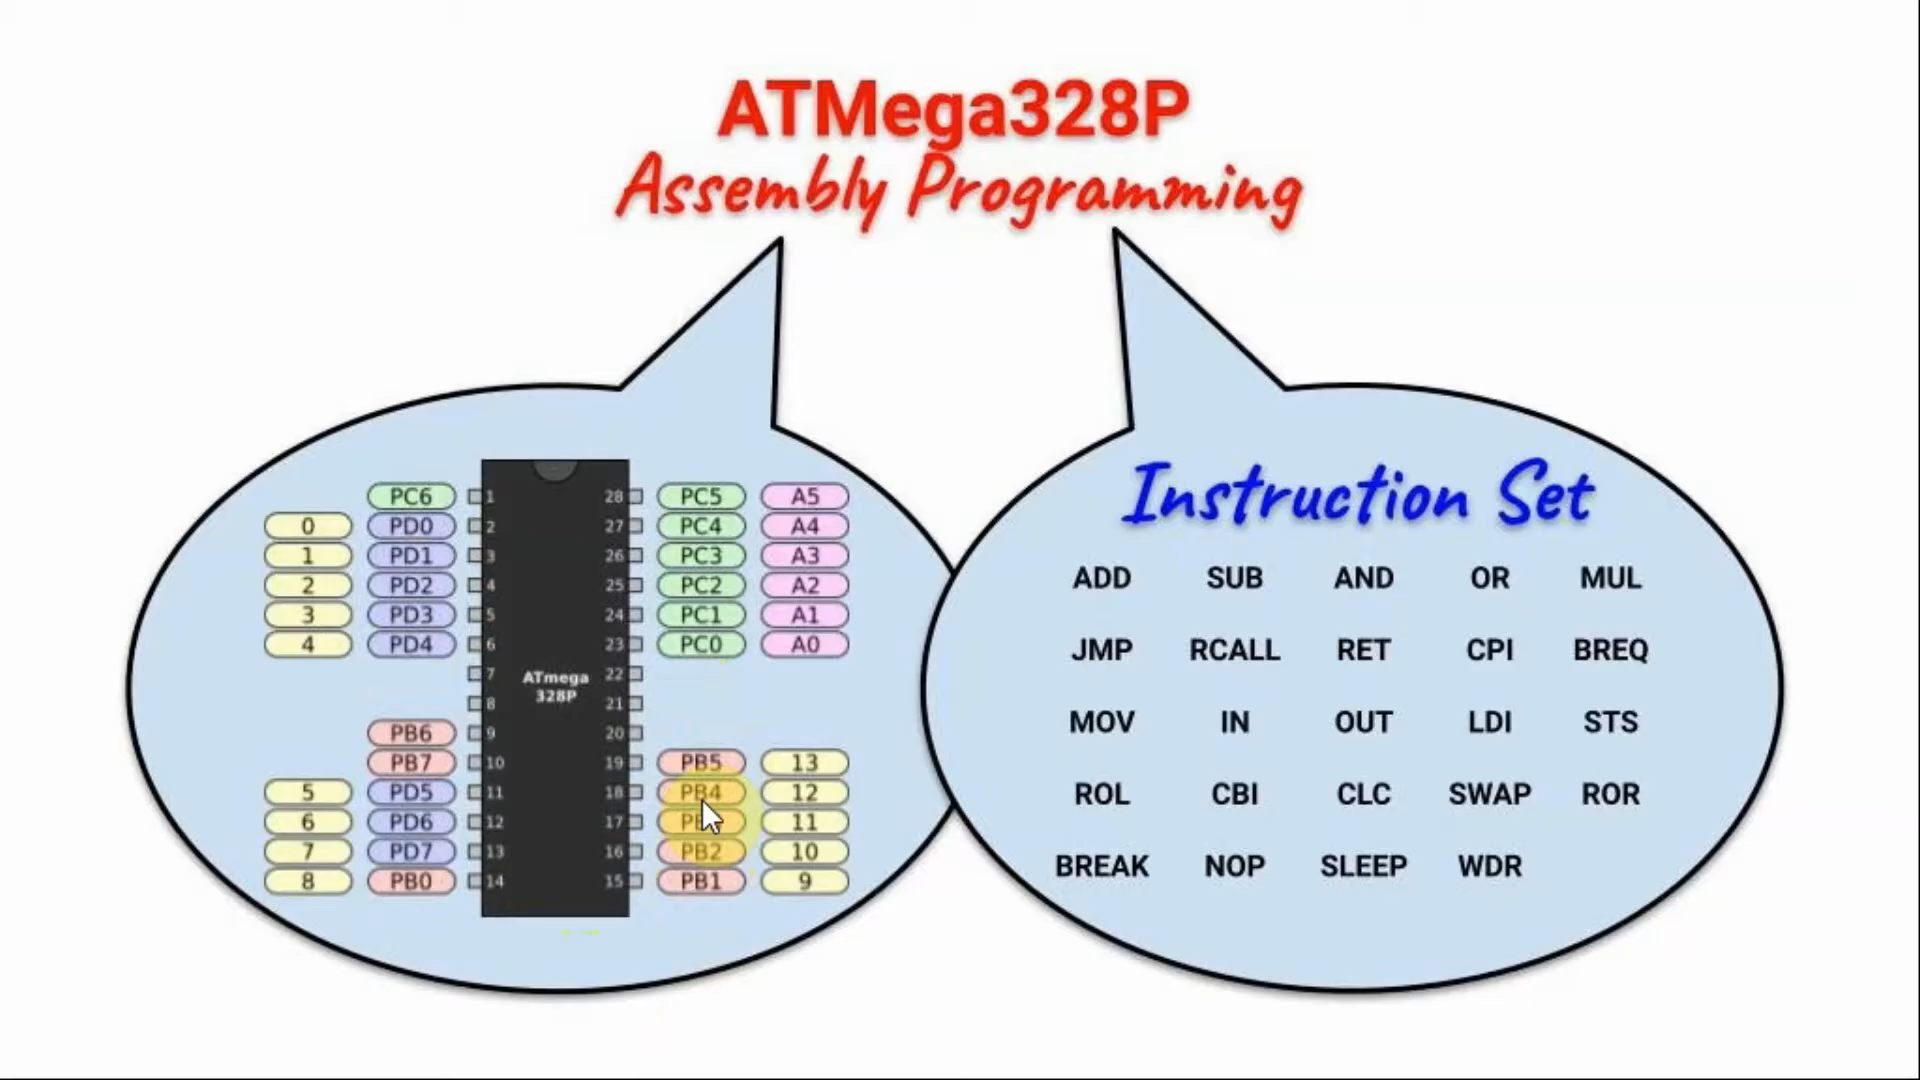 ATMega328P
Assembly Programming
PC6 1 28 PC5 A5
0 PD0 2 27 PC4 A4
1 PD1 3 26 PC3 A3
2 PD2 4 25 PC2 A2
3 PD3 5 24 PC1 A1
4 PD4 6 23 PC0 A0
7 22
ATmega
328P
8 21
PB6 9 20
PB7 10 19 PB5 13
5 PD5 11 18 PB4 12
6 PD6 12 17 11
7 PD7 13 16 PB2 10
8 PB0 14 15 PB1 9
Instruction Set
ADD SUB AND OR MUL
JMP RCALL RET CPI BREQ
MOV IN OUT LDI STS
ROL CBI CLC SWAP ROR
BREAK NOP SLEEP WDR